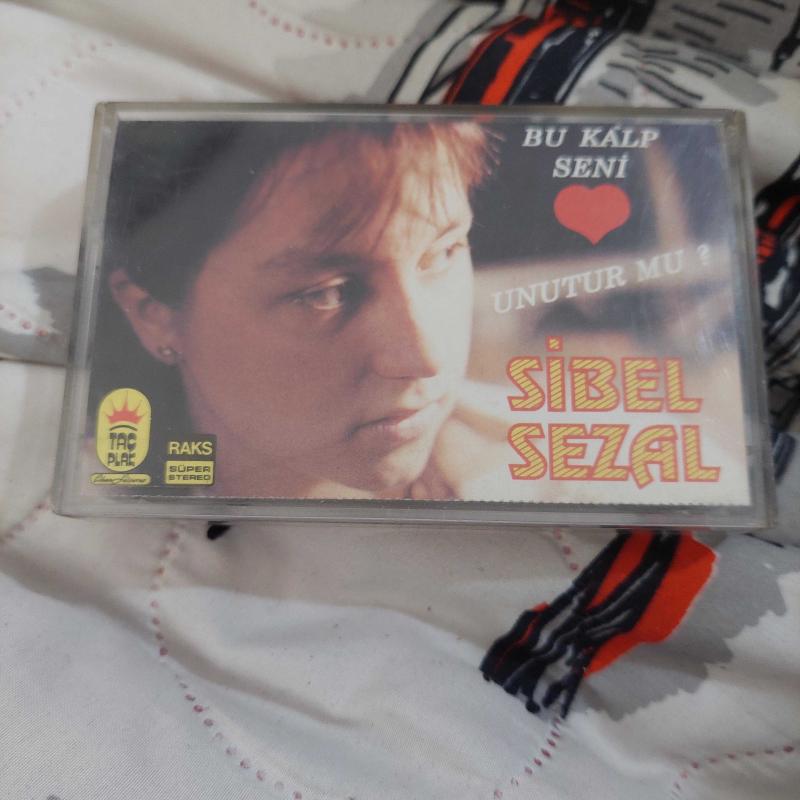 BU KALP
SENİ
UNUTUR MU ?
SİBEL
SEZAL
TAÇ
PLAK
RAKS
SÜPER
STEREO